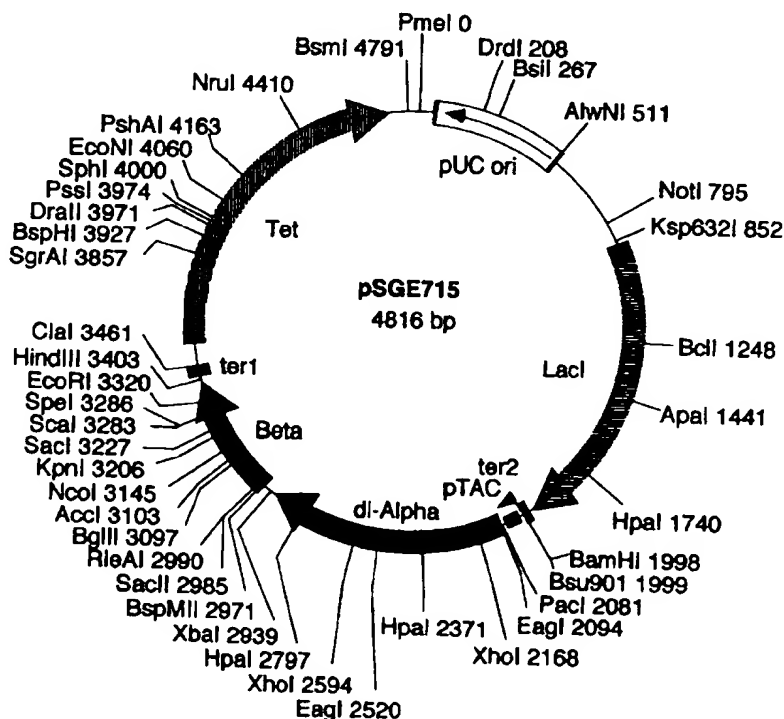 PmeI 0
BsmI 4791
DrdI 208
BsiI 267
NruI 4410
AlwNI 511
PshAI 4163
EcoNI 4060
SphI 4000
PssI 3974
DraII 3971
BspHI 3927
SgrAI 3857
pUC ori
NotI 795
Ksp632I 852
Tet
pSGE715
4816 bp
ClaI 3461
HindIII 3403
EcoRI 3320
SpeI 3286
ScaI 3283
SacI 3227
KpnI 3206
NcoI 3145
AccI 3103
BglII 3097
RleAI 2990
SacII 2985
BspMII 2971
XbaI 2939
HpaI 2797
XhoI 2594
EagI 2520
ter1
Beta
LacI
BclI 1248
ApaI 1441
ter2
pTAC
di-Alpha
HpaI 1740
BamHI 1998
Bsu90I 1999
PacI 2081
EagI 2094
HpaI 2371
XhoI 2168